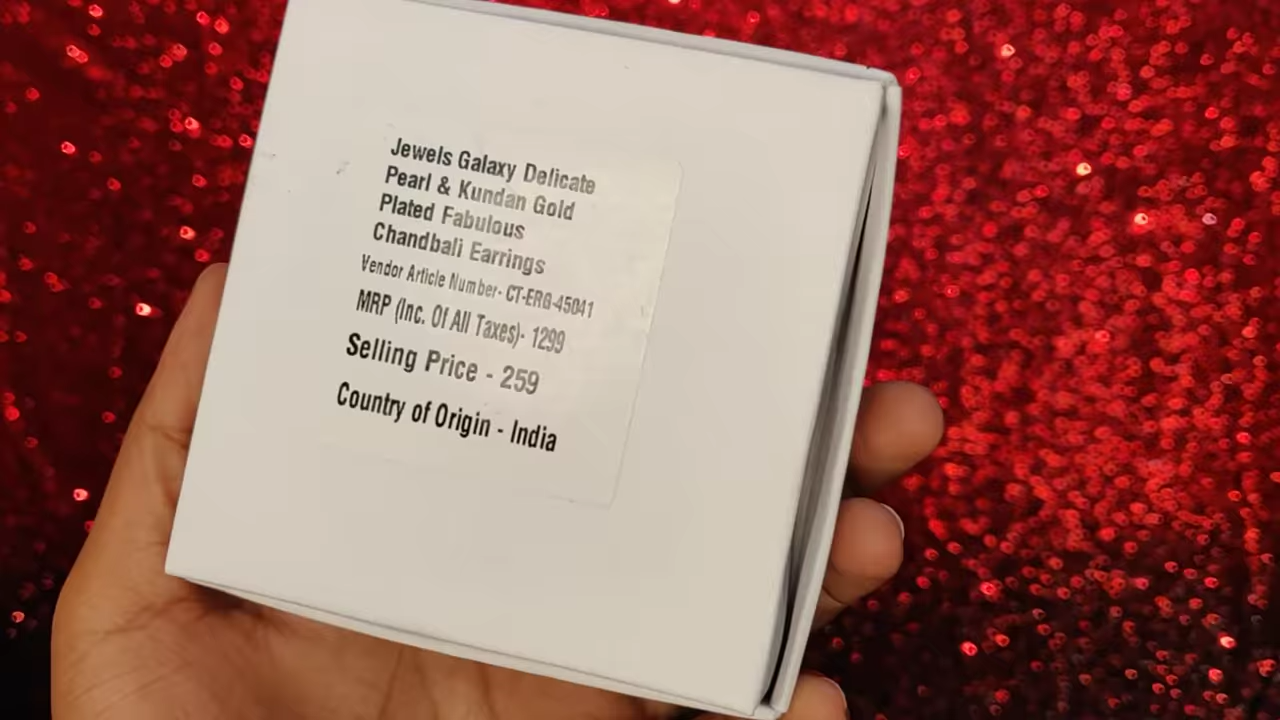 Jewels Galaxy Delicate
Pearl & Kundan Gold
Plated Fabulous
Chandbali Earrings
Vendor Article Number- CT-ERG-45041
MRP (Inc. Of All Taxes)- 1299
Selling Price - 259
Country of Origin - India